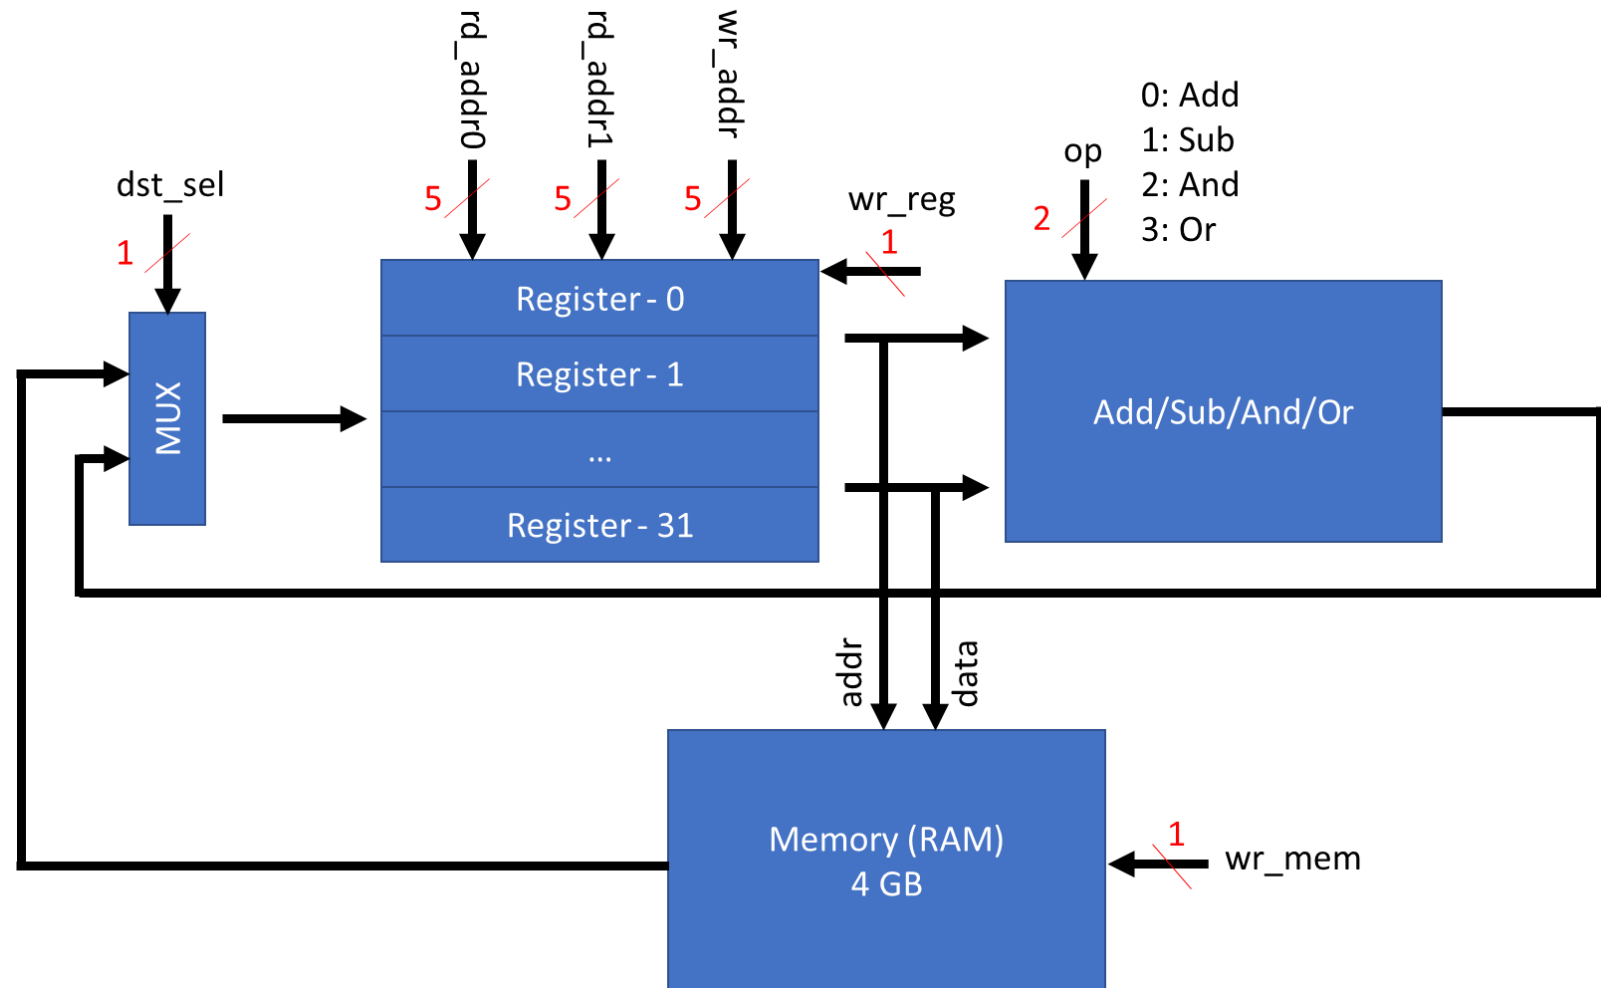 rd_addr0
rd_addr1
wr_addr
0: Add
1: Sub
2: And
3: Or
op
dst_sel
wr_reg
5
5
5
1
2
1
Register - 0
Register - 1
...
Register - 31
MUX
Add/Sub/And/Or
addr
data
Memory (RAM)
4 GB
1
wr_mem